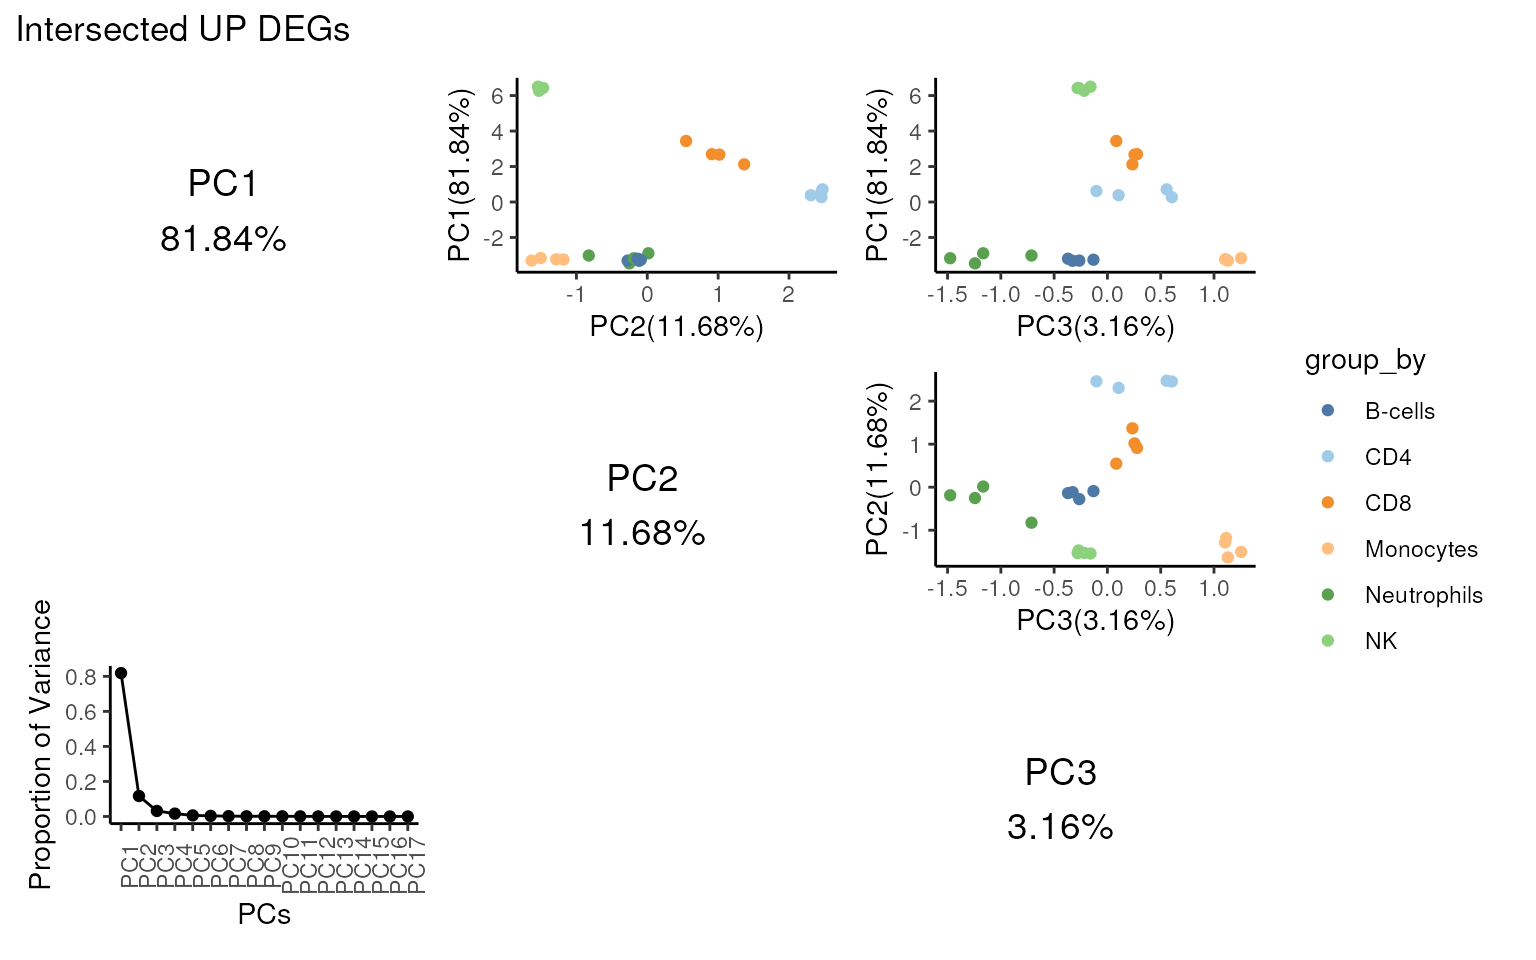 Intersected UP DEGs
PC1
81.84%
PC1(81.84%)
6
4
2
0
-2
-1
0
1
2
PC2(11.68%)
PC1(81.84%)
6
4
2
0
-2
-1.5
-1.0
-0.5
0.0
0.5
1.0
PC3(3.16%)
PC2
11.68%
PC2(11.68%)
2
1
0
-1
-1.5
-1.0
-0.5
0.0
0.5
1.0
PC3(3.16%)
group_by
B-cells
CD4
CD8
Monocytes
Neutrophils
NK
Proportion of Variance
0.8
0.6
0.4
0.2
0.0
PC1
PC2
PC3
PC4
PC5
PC6
PC7
PC8
PC9
PC10
PC11
PC12
PC13
PC14
PC15
PC16
PC17
PCs
PC3
3.16%